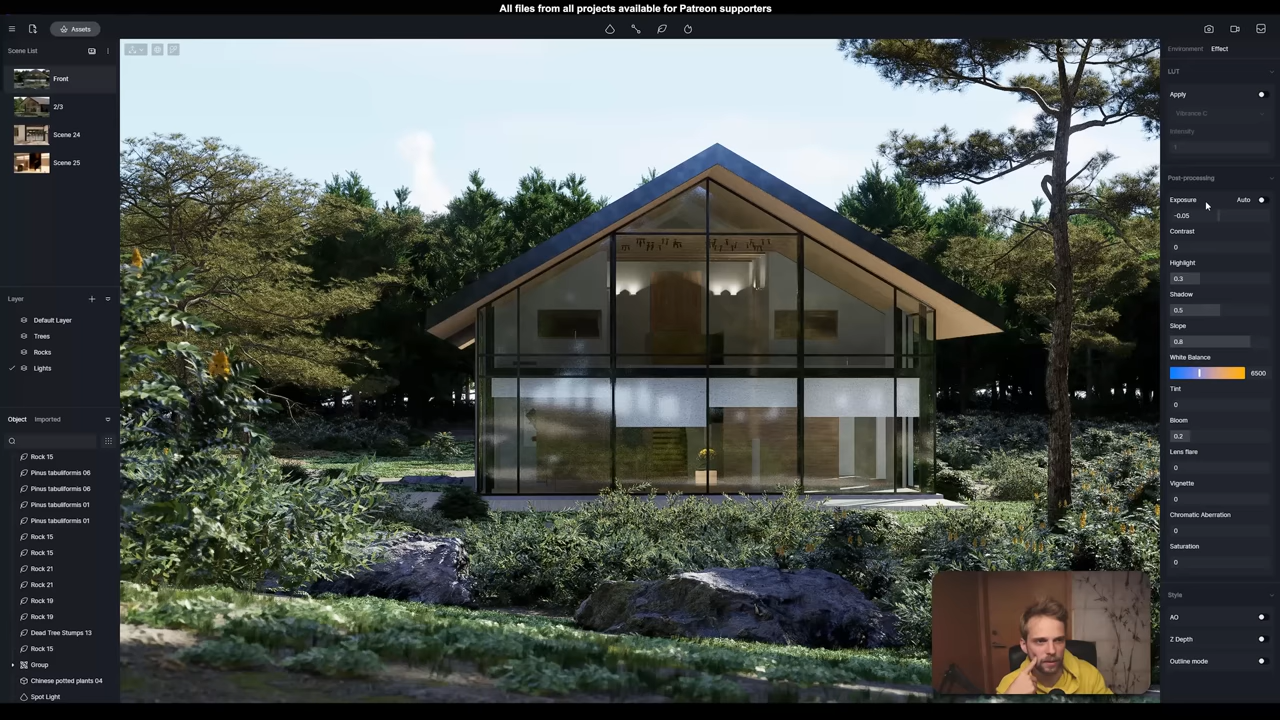 All files from all projects available for Patreon supporters
Assets
Scene List
Front
2/3
Scene 24
Scene 25
Layer
Default Layer
Trees
Rocks
Lights
Object Imported
Rock 15
Pinus tabuliformis 06
Pinus tabuliformis 06
Pinus tabuliformis 01
Pinus tabuliformis 01
Rock 15
Rock 15
Rock 21
Rock 21
Rock 19
Rock 19
Dead Tree Stumps 13
Rock 15
Group
Chinese potted plants 04
Spot Light
Environment Effect
LUT
Apply
Vibrance C
Intensity
1
Post-processing
Exposure Auto
-0.05
Contrast
0
Highlight
0.3
Shadow
0.5
Slope
0.8
White Balance
6500
Tint
0
Bloom
0.2
Lens flare
0
Vignette
0
Chromatic Aberration
0
Saturation
0
Style
AO
Z Depth
Outline mode